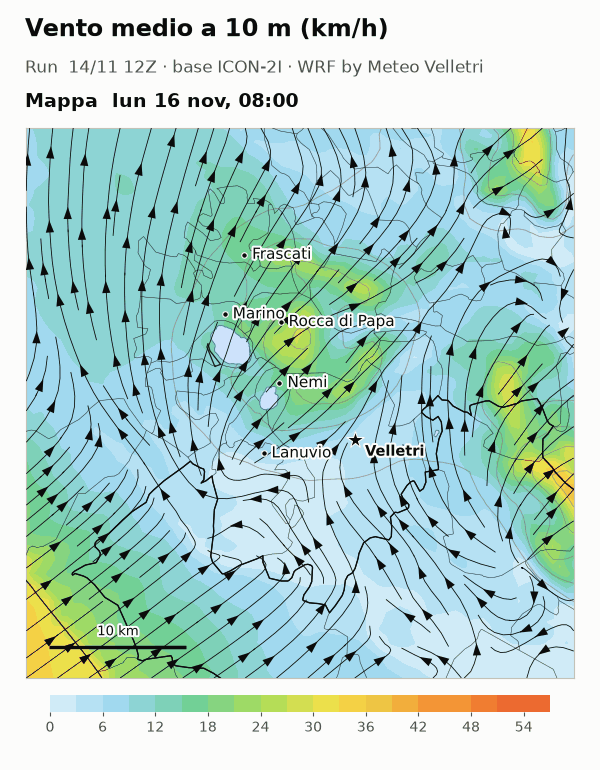 Vento medio a 10 m (km/h)
Run  14/11 12Z · base ICON-2I · WRF by Meteo Velletri
Mappa  lun 16 nov, 08:00
Frascati
Marino
Rocca di Papa
Nemi
Velletri
Lanuvio
10 km
0 6 12 18 24 30 36 42 48 54